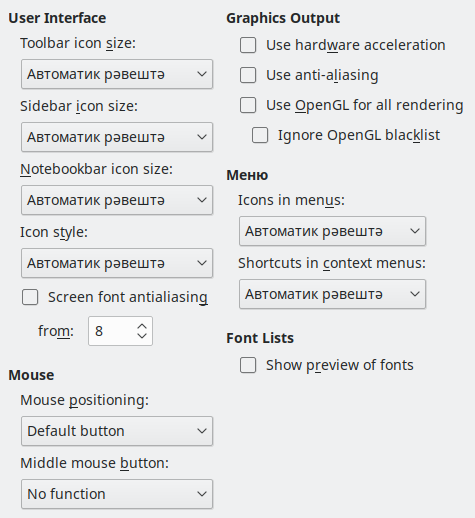 User Interface
Toolbar icon size:
Автоматик рәвештә
Sidebar icon size:
Автоматик рәвештә
Notebookbar icon size:
Автоматик рәвештә
Icon style:
Автоматик рәвештә
Screen font antialiasing
from: 8
Mouse
Mouse positioning:
Default button
Middle mouse button:
No function
Graphics Output
Use hardware acceleration
Use anti-aliasing
Use OpenGL for all rendering
Ignore OpenGL blacklist
Меню
Icons in menus:
Автоматик рәвештә
Shortcuts in context menus:
Автоматик рәвештә
Font Lists
Show preview of fonts